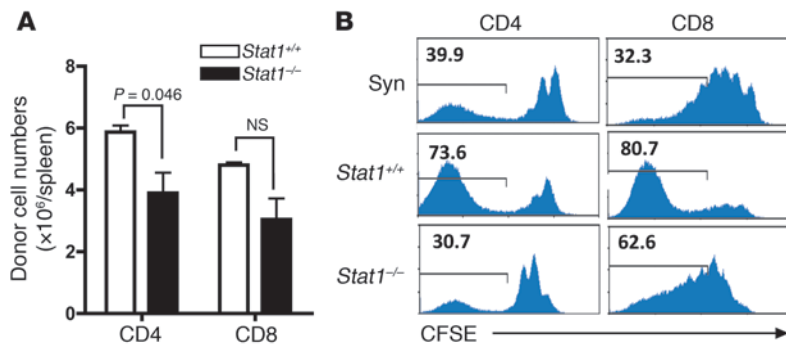 A
Stat1+/+
Stat1−/−
Donor cell numbers
(×10⁶/spleen)
8
6
4
2
0
P = 0.046
NS
CD4
CD8
B
CD4
CD8
Syn
39.9
32.3
Stat1+/+
73.6
80.7
Stat1−/−
30.7
62.6
CFSE